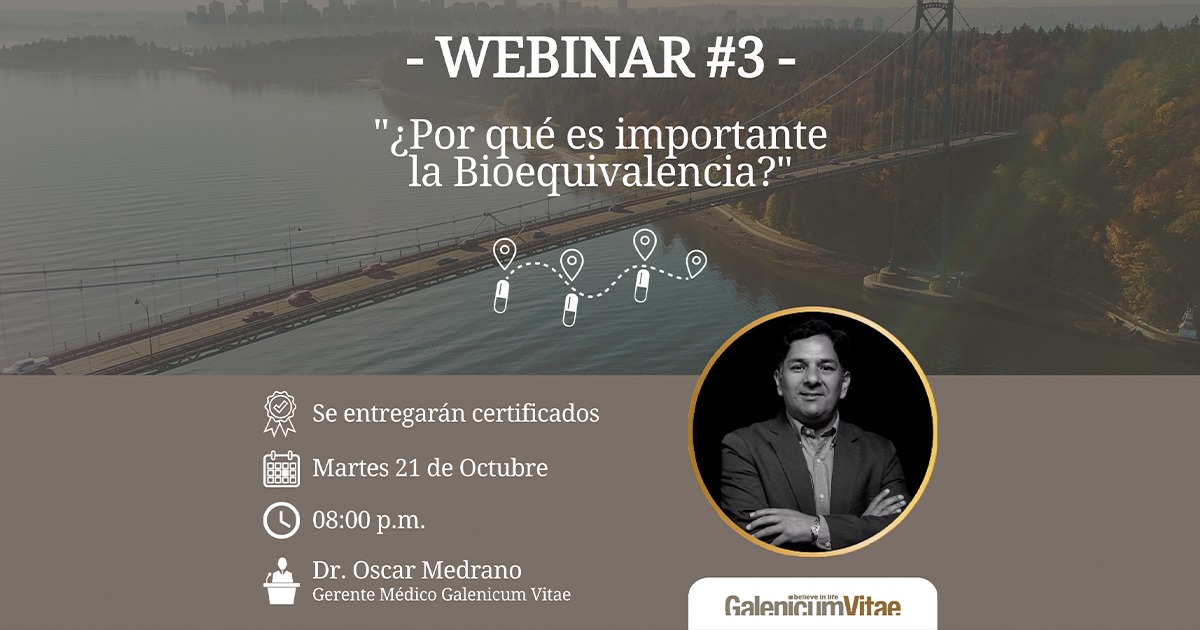 - WEBINAR #3 -
"¿Por qué es importante
la Bioequivalencia?"
Se entregarán certificados
Martes 21 de Octubre
08:00 p.m.
Dr. Oscar Medrano
Gerente Médico Galenicum Vitae
believe in life
GalenicumVitae